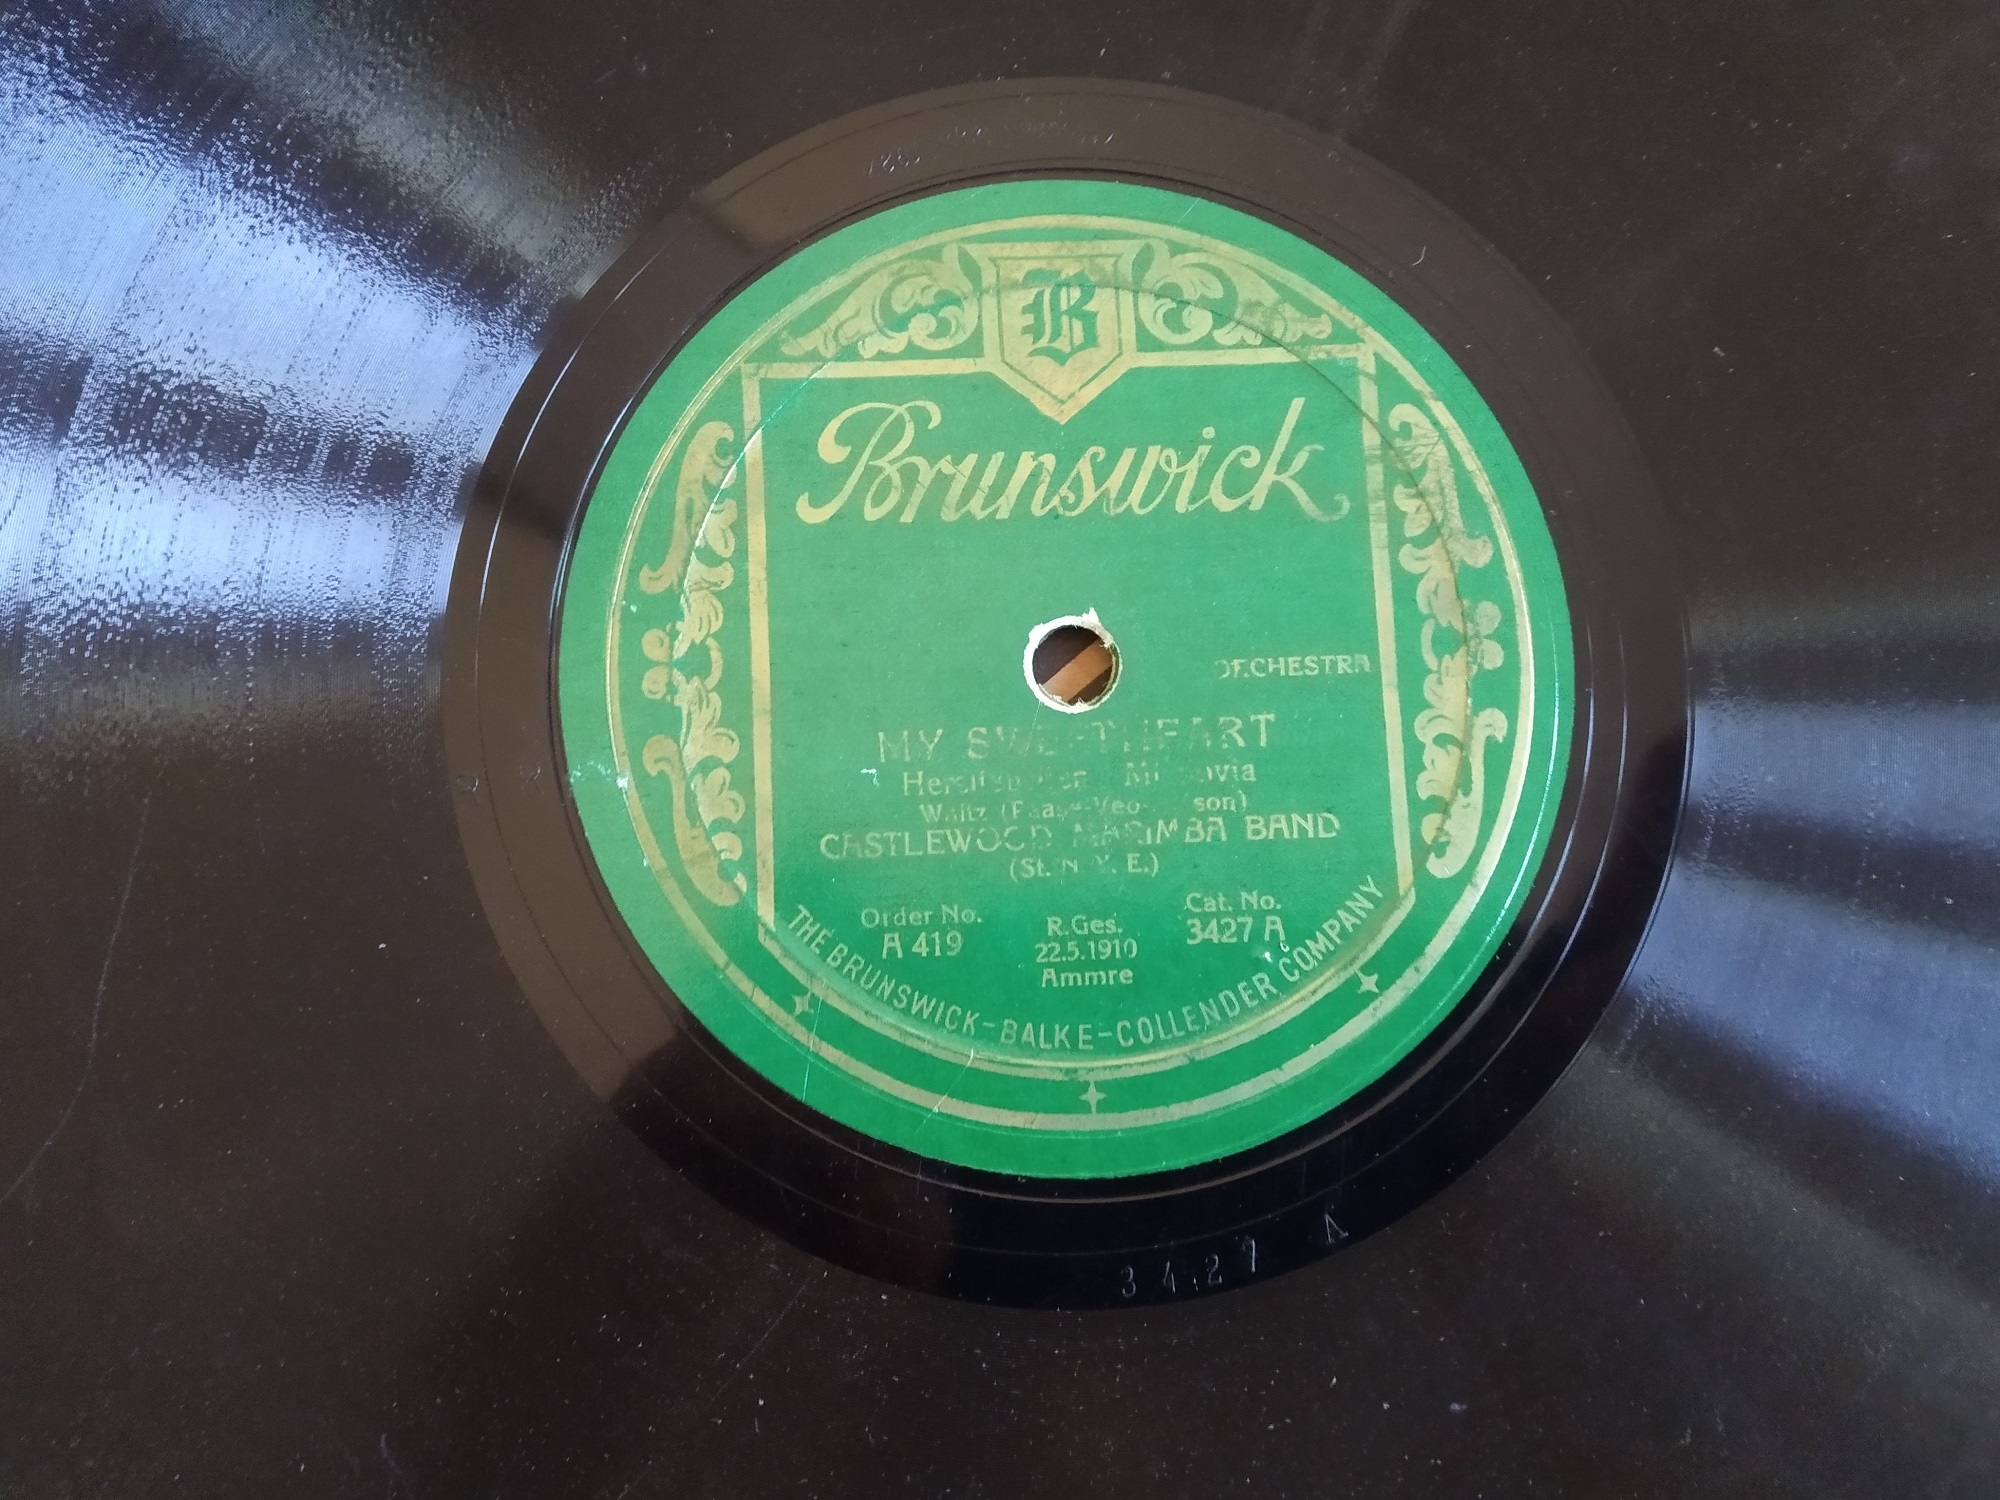 B
Brunswick
ORCHESTRA
MY SWEETHEART
Waltz
CASTLEWOOD MARIMBA BAND
Order No.
A 419
R.Ges.
22.5.1910
Ammre
Cat. No.
3427 A
THE BRUNSWICK-BALKE-COLLENDER COMPANY
3427 A